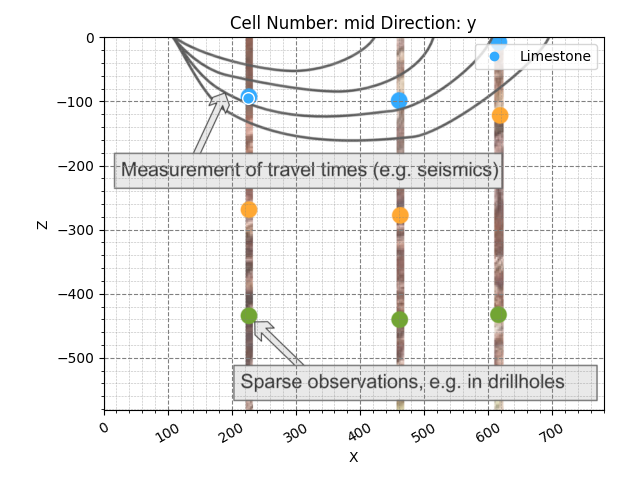 Cell Number: mid Direction: y
Limestone
0
−100
−200
−300
−400
−500
Z
Measurement of travel times (e.g. seismics)
Sparse observations, e.g. in drillholes
0
100
200
300
400
500
600
700
X